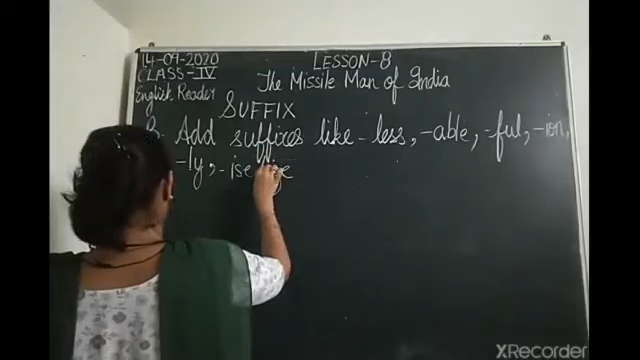 14-09-2020
CLASS-IV
English Reader
LESSON-8
The Missile Man of India
SUFFIX
B. Add suffixes like -less, -able, -ful, -ion,
-ly, -ise
XRecorder